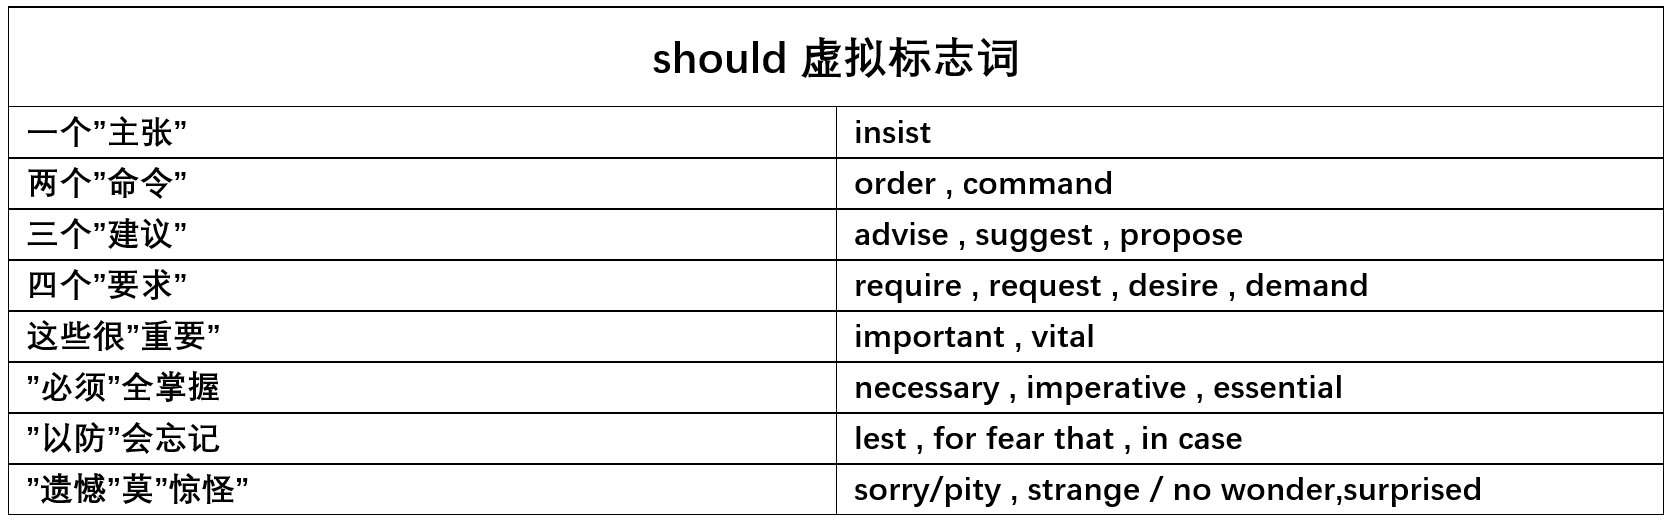 should 虚拟标志词
一个”主张” insist
两个”命令” order , command
三个”建议” advise , suggest , propose
四个”要求” require , request , desire , demand
这些很”重要” important , vital
”必须”全掌握 necessary , imperative , essential
”以防”会忘记 lest , for fear that , in case
”遗憾”莫”惊怪” sorry/pity , strange / no wonder,surprised